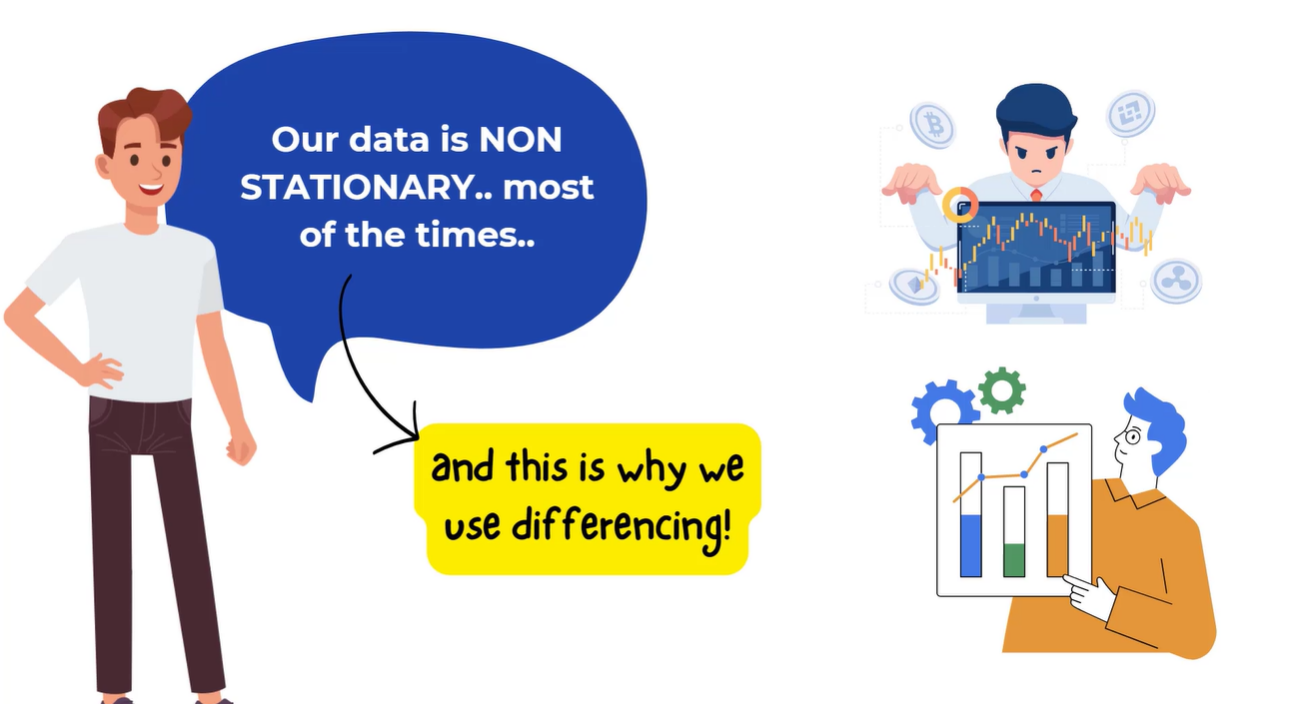 Our data is NON
STATIONARY.. most
of the times..
and this is why we
use differencing!